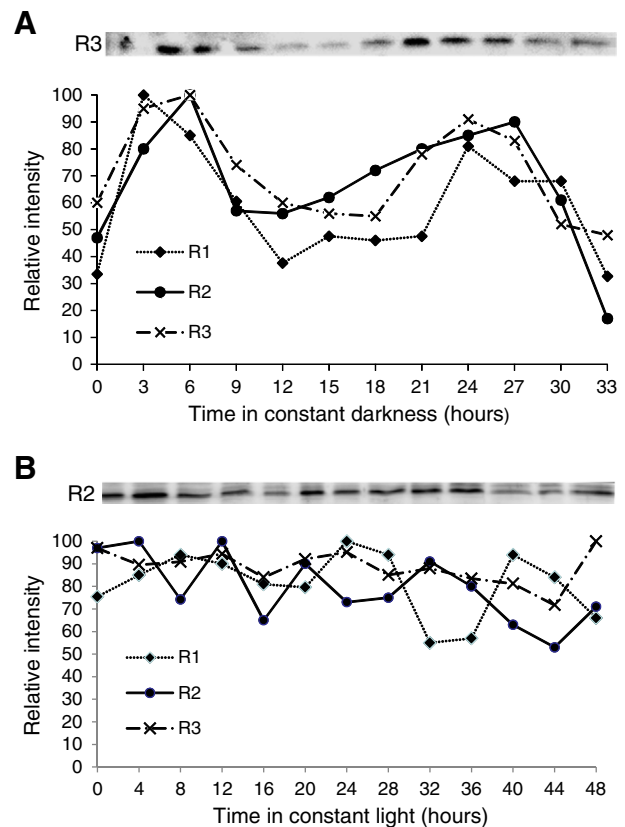 A
R3
100
90
80
70
60
50
40
30
20
10
0
Relative intensity
R1
R2
R3
0 3 6 9 12 15 18 21 24 27 30 33
Time in constant darkness (hours)
B
R2
100
90
80
70
60
50
40
30
20
10
0
Relative intensity
R1
R2
R3
0 4 8 12 16 20 24 28 32 36 40 44 48
Time in constant light (hours)